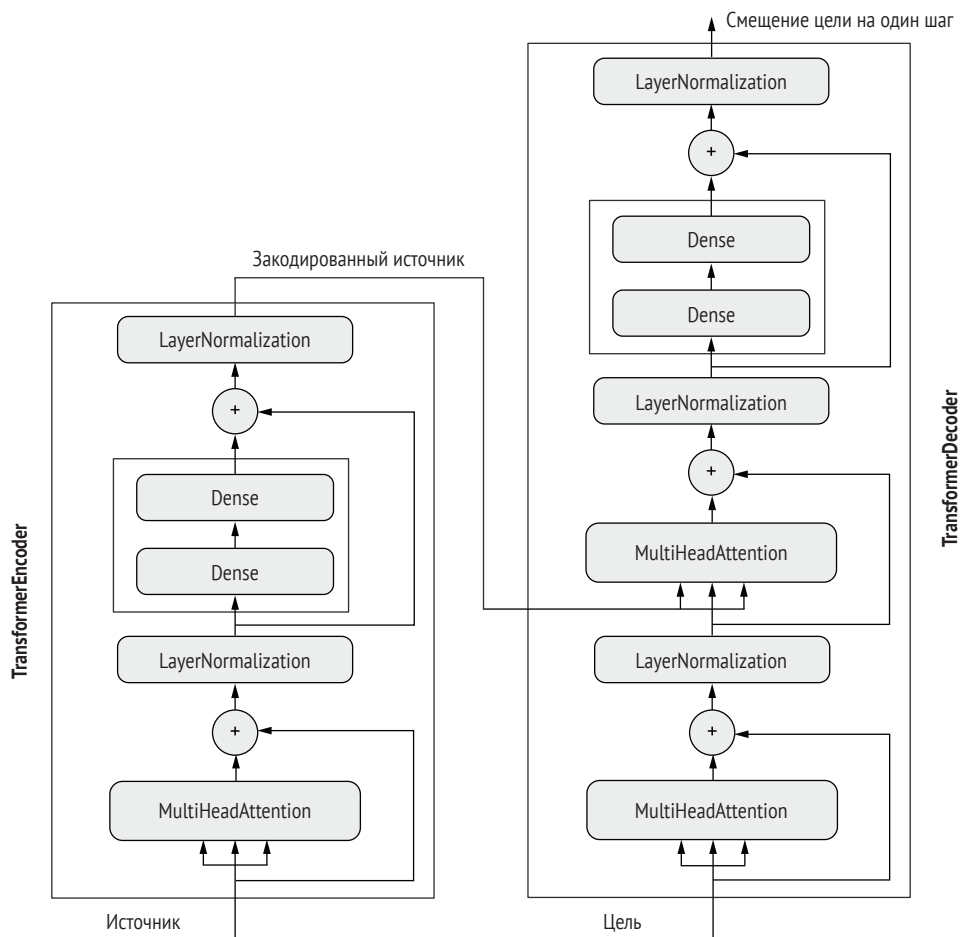 Смещение цели на один шаг
LayerNormalization
+
Dense
Dense
LayerNormalization
+
MultiHeadAttention
LayerNormalization
+
MultiHeadAttention
Цель
TransformerDecoder
Закодированный источник
LayerNormalization
+
Dense
Dense
LayerNormalization
+
MultiHeadAttention
Источник
TransformerEncoder